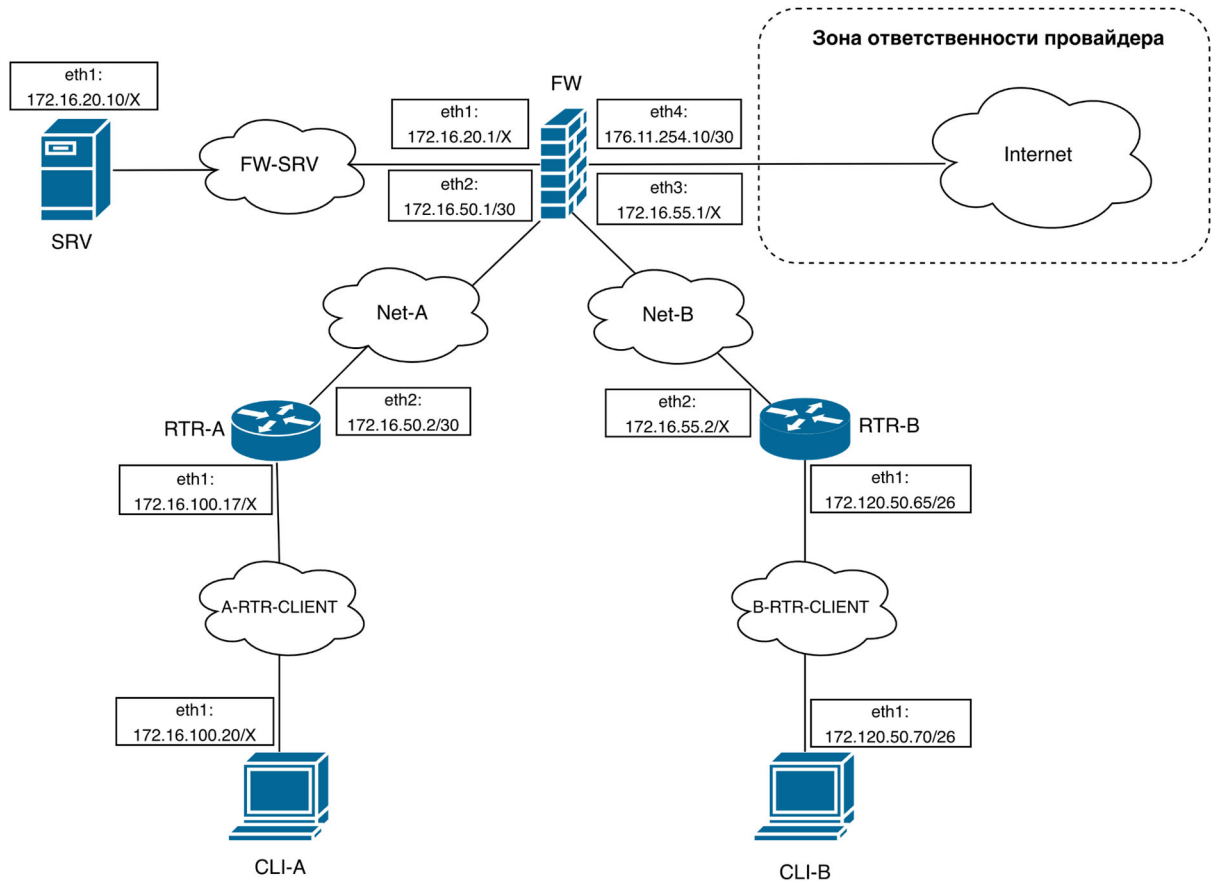 Зона ответственности провайдера
eth1:
172.16.20.10/X
FW
eth1:
172.16.20.1/X
eth4:
176.11.254.10/30
FW-SRV
Internet
eth2:
172.16.50.1/30
eth3:
172.16.55.1/X
SRV
Net-A
Net-B
eth2:
172.16.50.2/30
eth2:
172.16.55.2/X
RTR-A
RTR-B
eth1:
172.16.100.17/X
eth1:
172.120.50.65/26
A-RTR-CLIENT
B-RTR-CLIENT
eth1:
172.16.100.20/X
eth1:
172.120.50.70/26
CLI-A
CLI-B